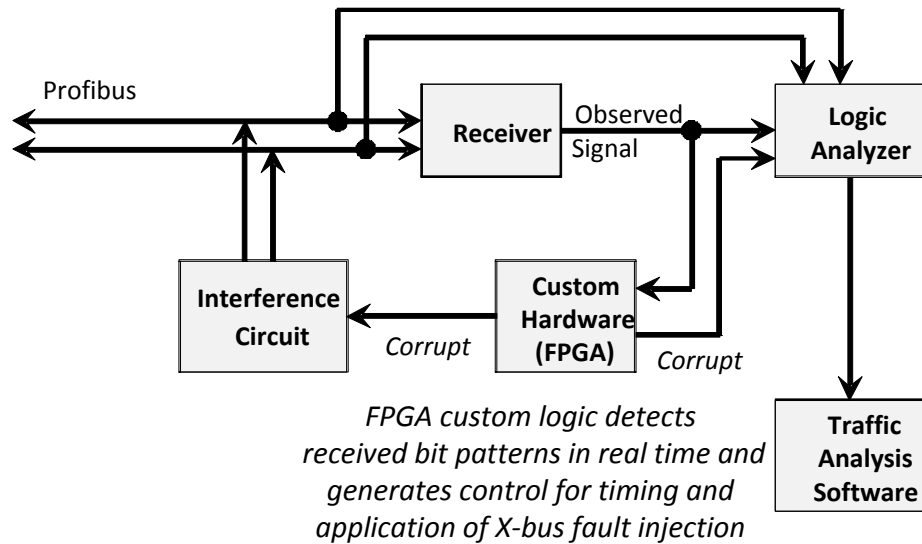 Profibus
Receiver
Observed
Signal
Logic
Analyzer
Interference
Circuit
Corrupt
Custom
Hardware
(FPGA)
Corrupt
FPGA custom logic detects
received bit patterns in real time and
generates control for timing and
application of X-bus fault injection
Traffic
Analysis
Software